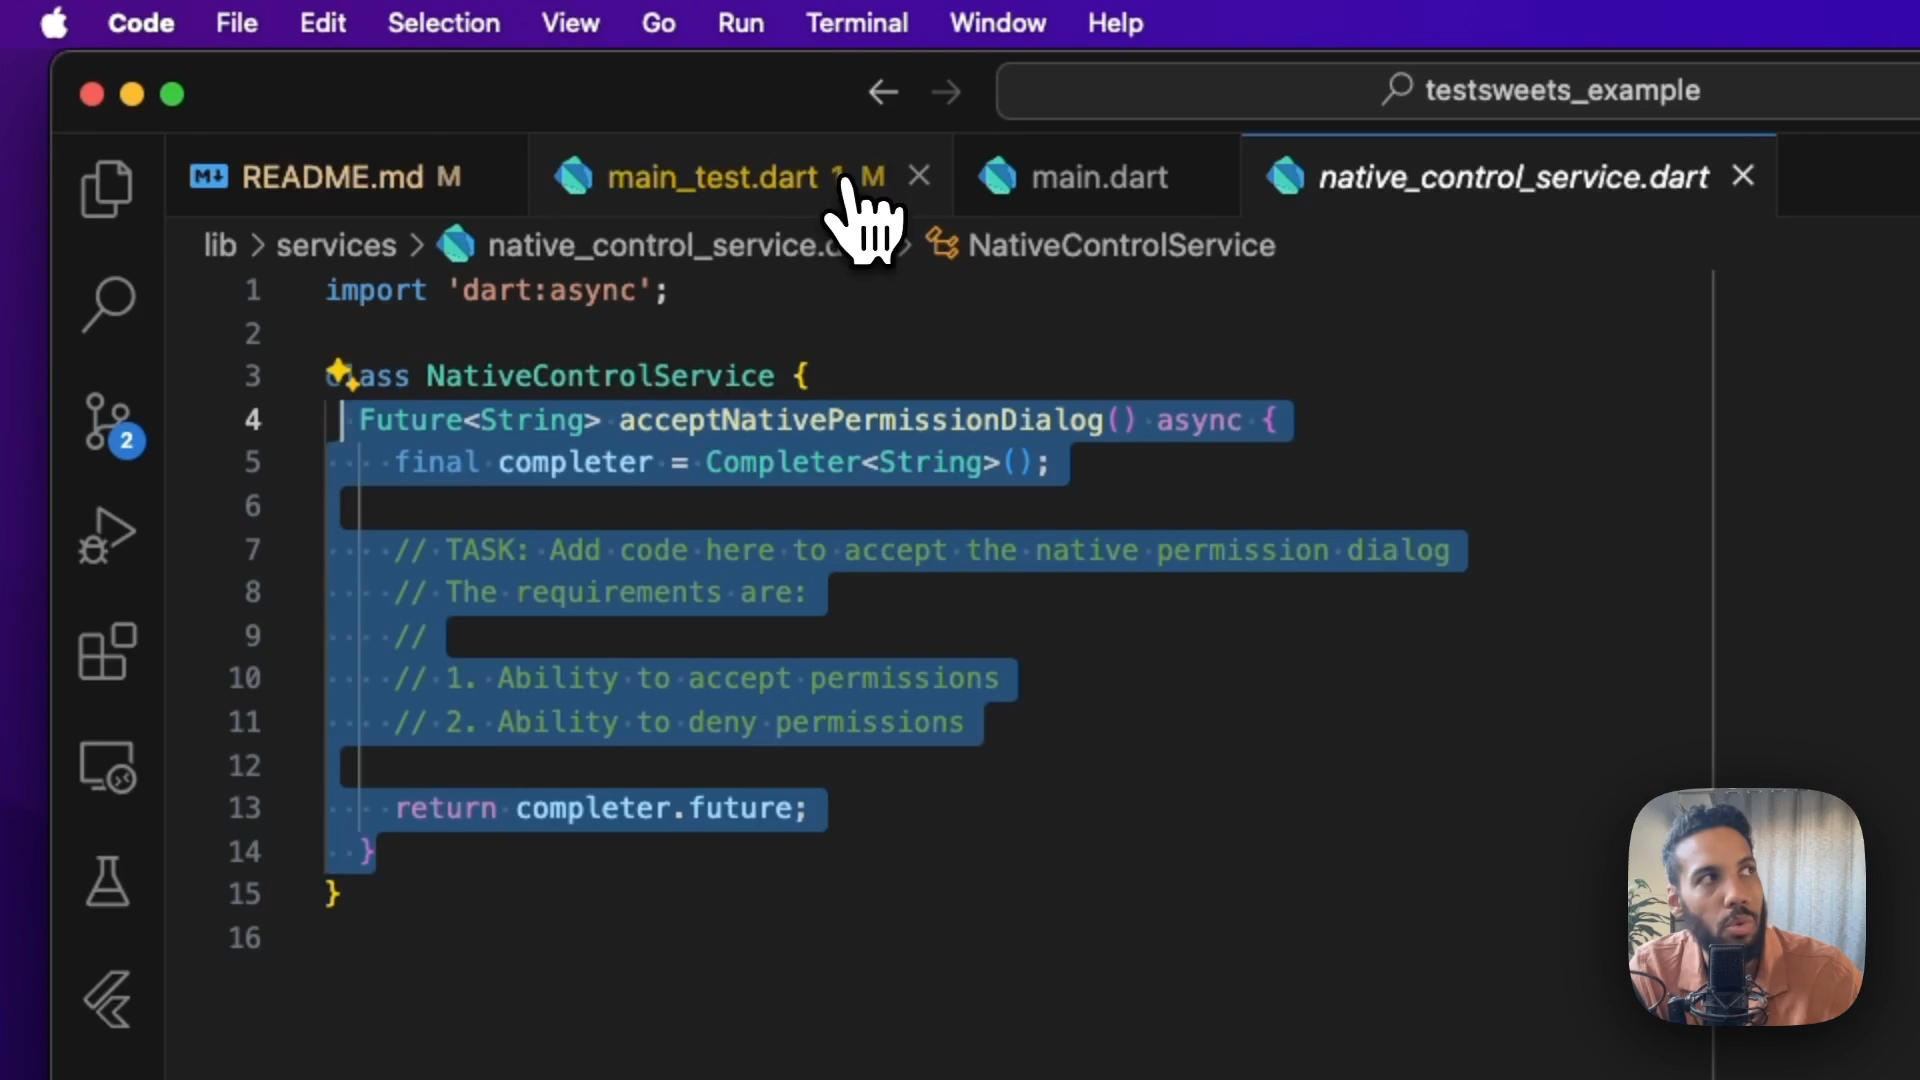 Code File Edit Selection View Go Run Terminal Window Help
testsweets_example
README.md M main_test.dart M main.dart native_control_service.dart
lib > services > native_control_service.d > NativeControlService
1 import 'dart:async';
2
3 class NativeControlService {
4 Future<String> acceptNativePermissionDialog() async {
5 final completer = Completer<String>();
6
7 // TASK: Add code here to accept the native permission dialog
8 // The requirements are:
9 //
10 // 1. Ability to accept permissions
11 // 2. Ability to deny permissions
12
13 return completer.future;
14 }
15 }
16
2